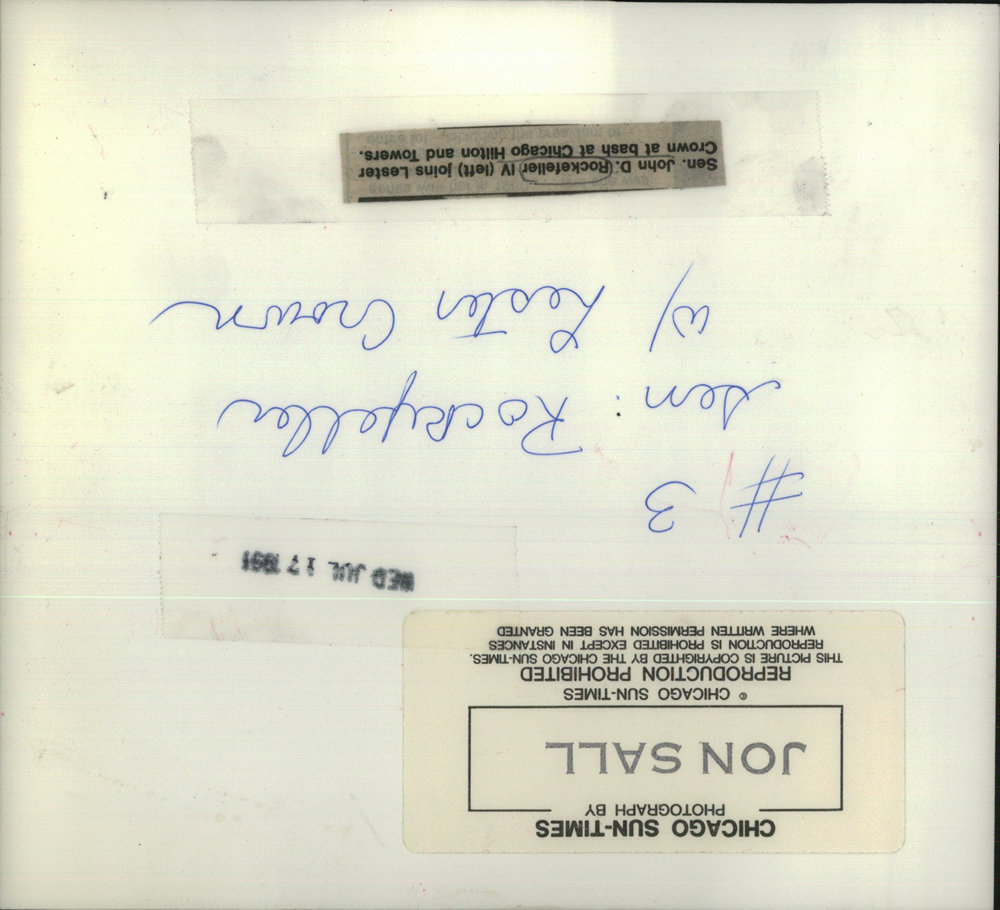 CHICAGO SUN-TIMES
PHOTOGRAPH BY
JON SALL
© CHICAGO SUN-TIMES
REPRODUCTION PROHIBITED
THIS PICTURE IS COPYRIGHTED BY THE CHICAGO SUN-TIMES.
REPRODUCTION IS PROHIBITED EXCEPT IN INSTANCES
WHERE WRITTEN PERMISSION HAS BEEN GRANTED
WED JUL 17 1991
# 3
Sen. Rockefeller
w/ Lester Crown
Sen. John D. Rockefeller IV (left) joins Lester
Crown at bash at Chicago Hilton and Towers.